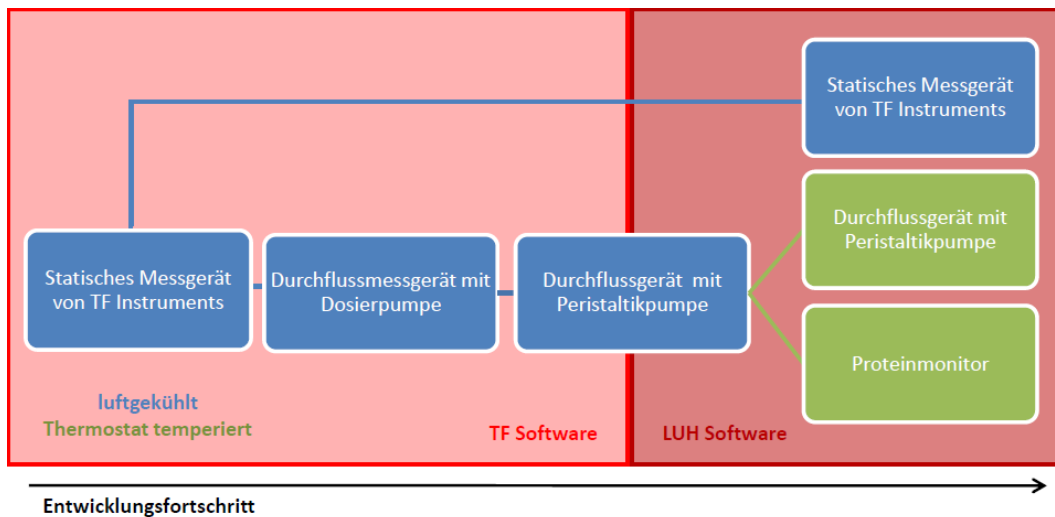 Statisches Messgerät
von TF Instruments
Durchflussgerät mit
Peristaltikpumpe
Statisches Messgerät
von TF Instruments
Durchflussmessgerät mit
Dosierpumpe
Durchflussgerät mit
Peristaltikpumpe
Proteinmonitor
luftgekühlt
Thermostat temperiert
TF Software
LUH Software
Entwicklungsfortschritt